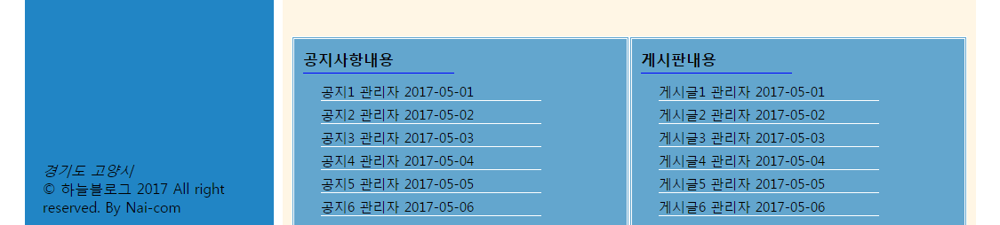 경기도 고양시
© 하늘블로그 2017 All right
reserved. By Nai-com
공지사항내용
공지1 관리자 2017-05-01
공지2 관리자 2017-05-02
공지3 관리자 2017-05-03
공지4 관리자 2017-05-04
공지5 관리자 2017-05-05
공지6 관리자 2017-05-06
게시판내용
게시글1 관리자 2017-05-01
게시글2 관리자 2017-05-02
게시글3 관리자 2017-05-03
게시글4 관리자 2017-05-04
게시글5 관리자 2017-05-05
게시글6 관리자 2017-05-06